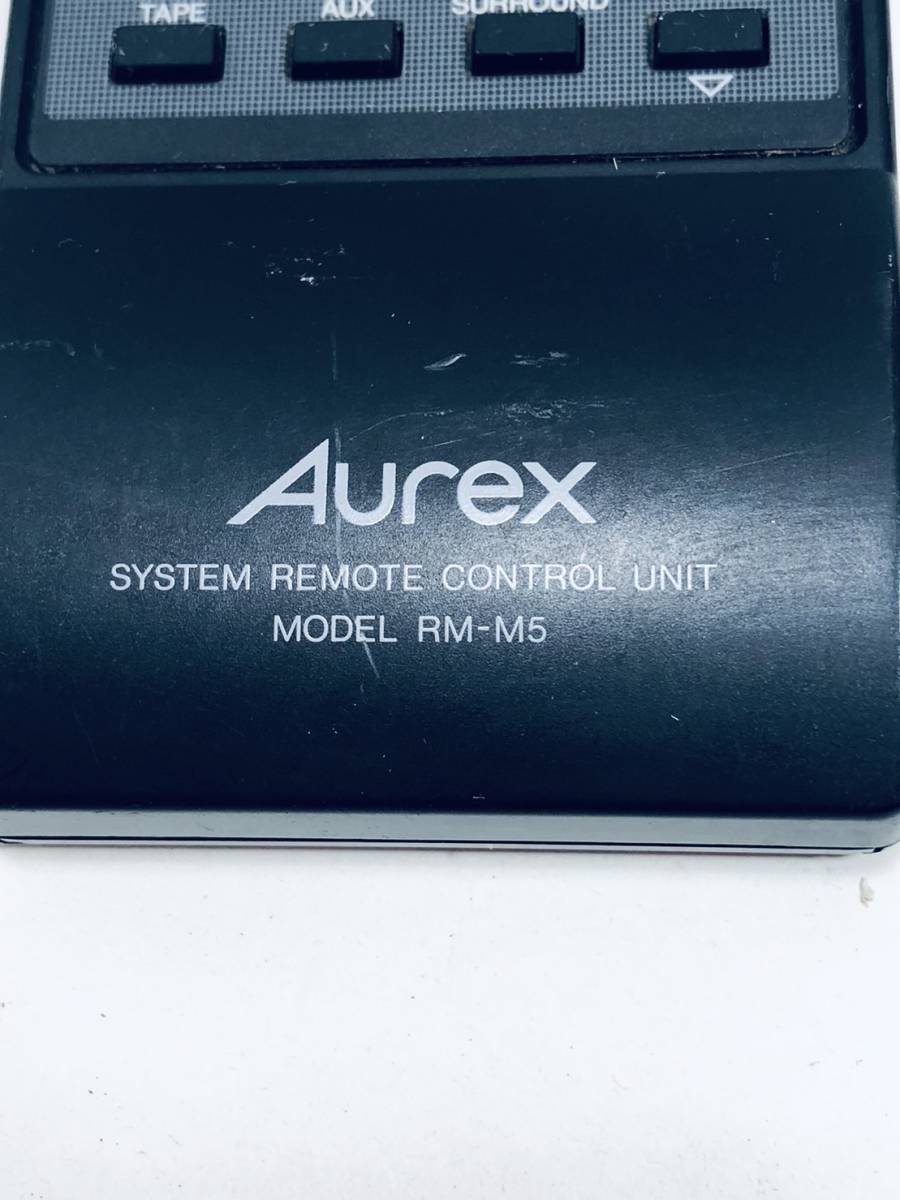 TAPE AUX SURROUND
Aurex
SYSTEM REMOTE CONTROL UNIT
MODEL RM-M5